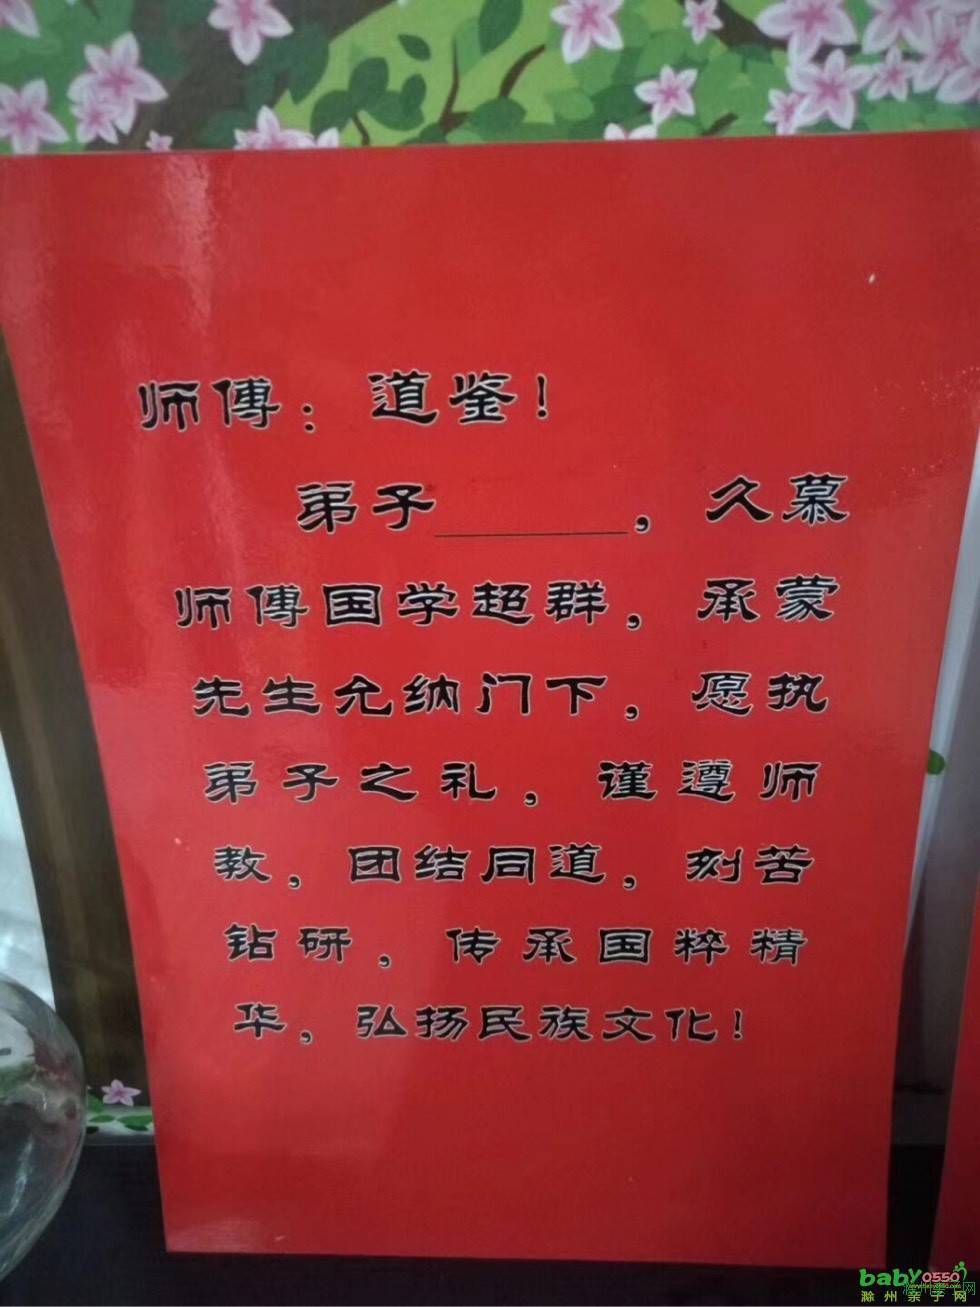 师傅：道鉴！
弟子______，久慕
师傅国学超群，承蒙
先生允纳门下，愿执
弟子之礼，谨遵师
教，团结同道，刻苦
钻研，传承国粹精
华，弘扬民族文化！
baby0550
滁州亲子网